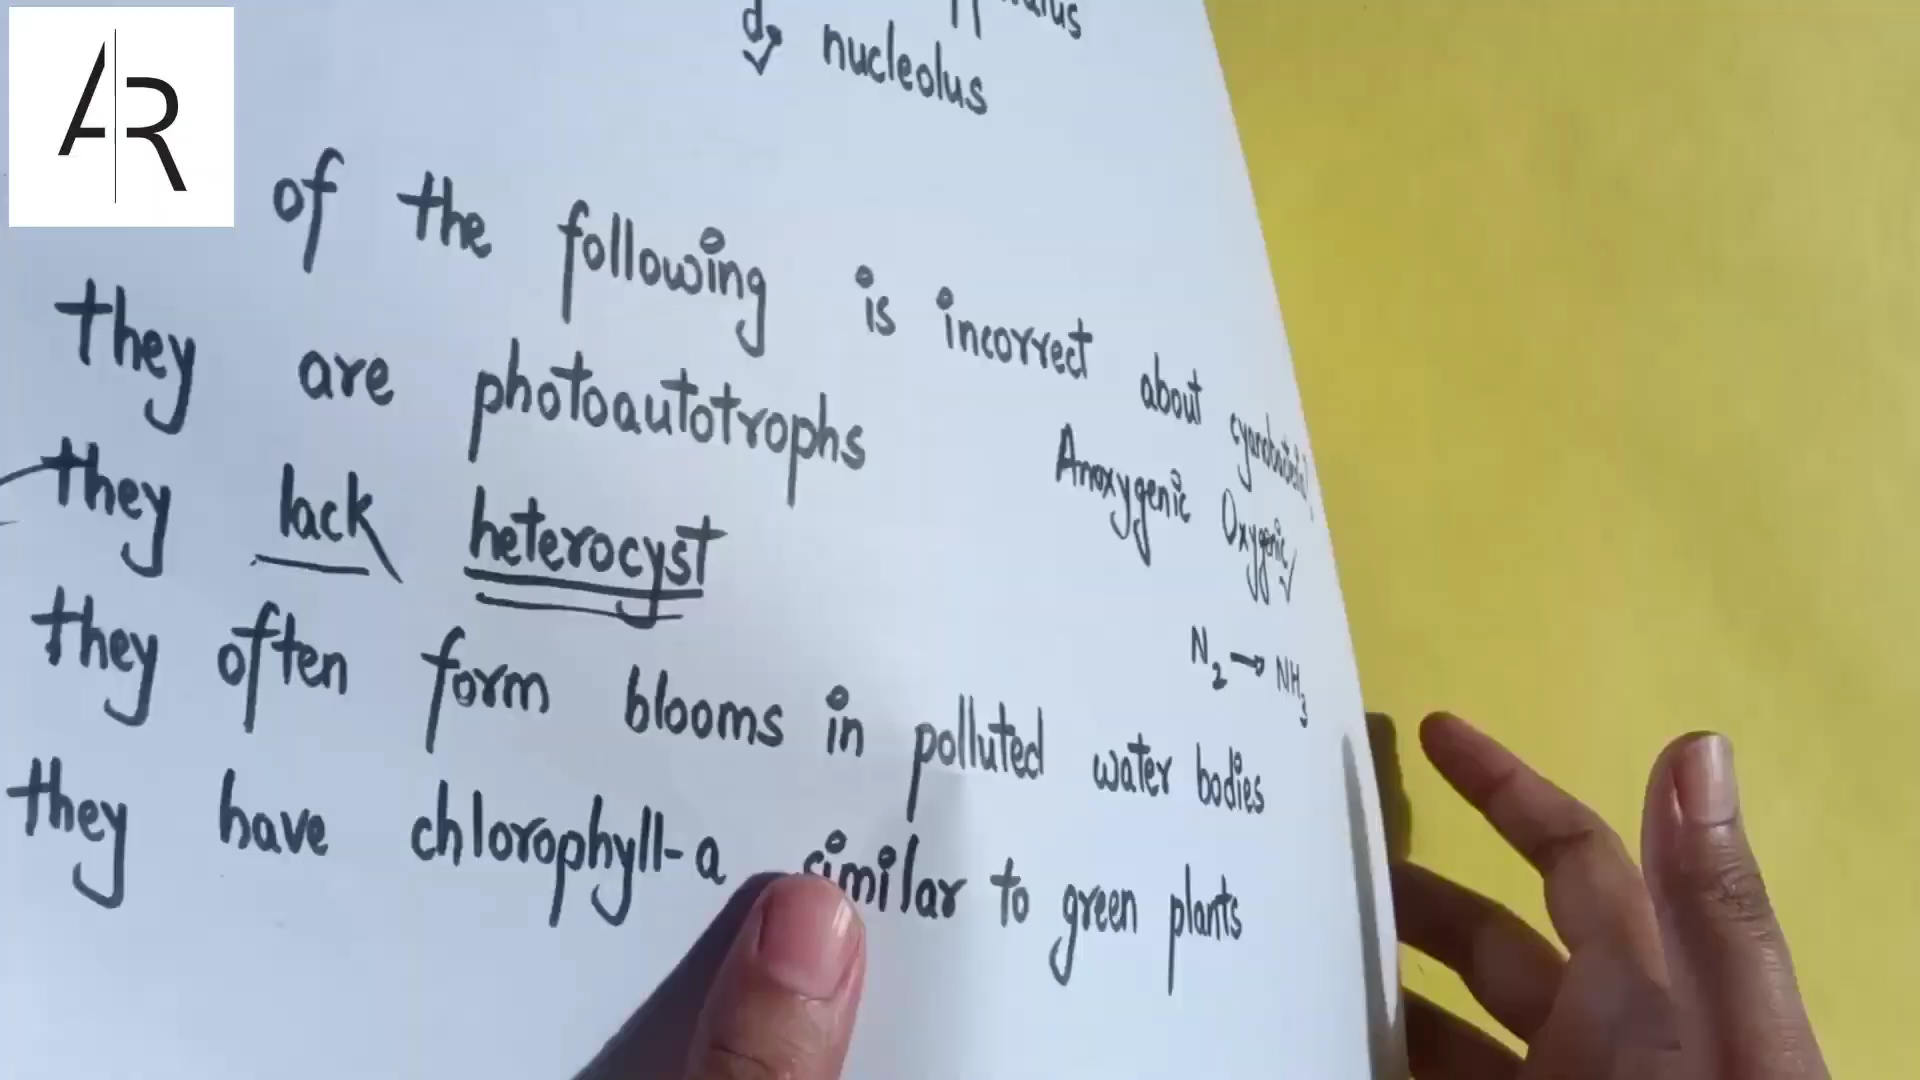 AR
d, nucleolus
of the following is incorrect about cyanobacteria?
they are photoautotrophs
Anoxygenic Oxygenic
they lack heterocyst
N2 → NH3
they often form blooms in polluted water bodies
they have chlorophyll-a similar to green plants